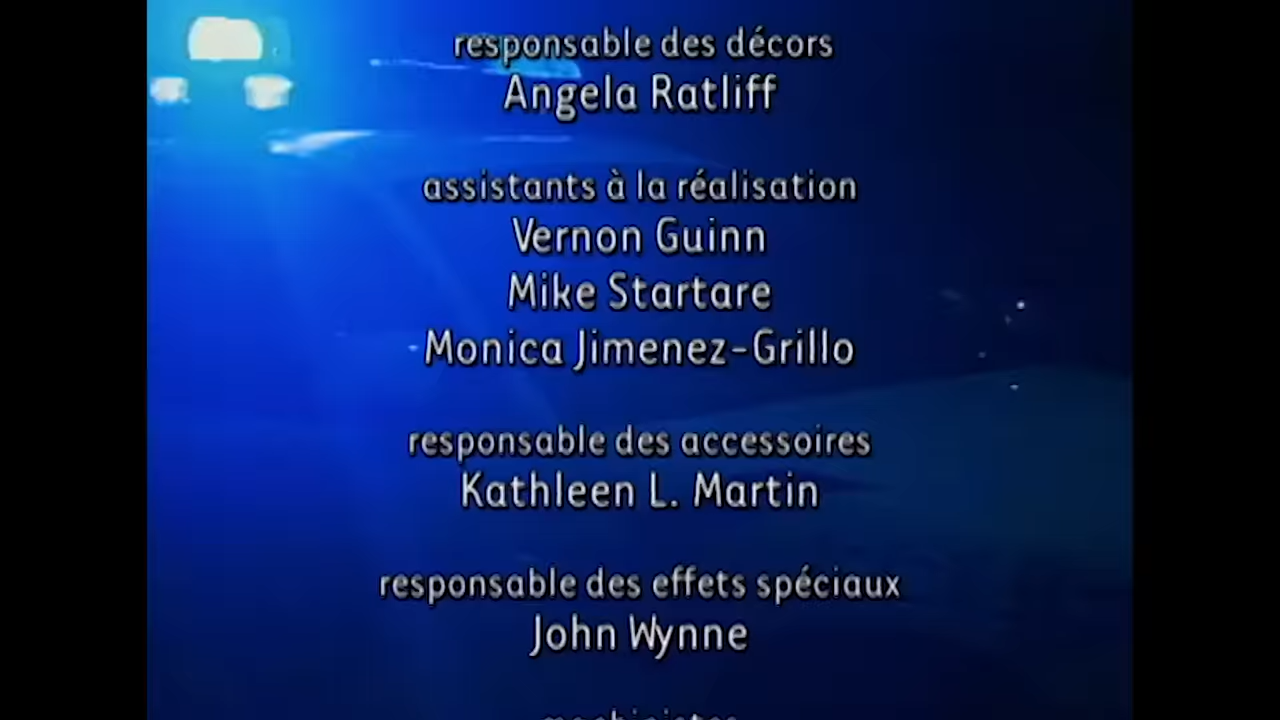 responsable des décors
Angela Ratliff
assistants à la réalisation
Vernon Guinn
Mike Startare
Monica Jimenez-Grillo
responsable des accessoires
Kathleen L. Martin
responsable des effets spéciaux
John Wynne